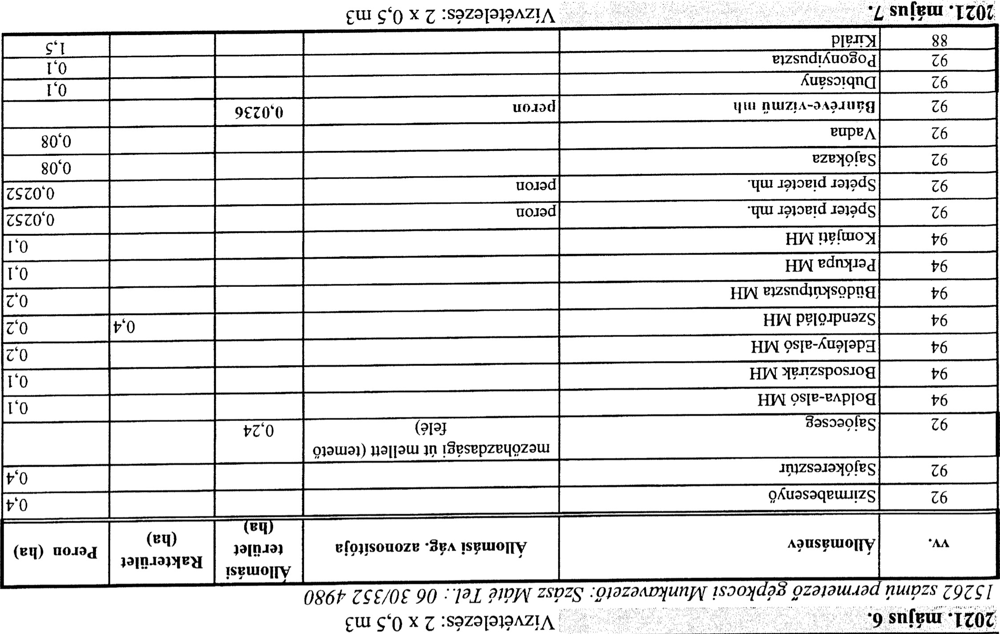 2021. május 6. Vízvételezés: 2 x 0,5 m3
15262 számú permetező gépkocsi Munkavezető: Szász Máté Tel.: 06 30/352 4980
vv. Állomásnév Állomási vág. azonosítója Állomási terület (ha) Rakterület (ha) Peron (ha)
92 Szirmabesenyő 0,4
92 Sajókeresztúr 0,4
92 Sajóecseg mezőhazdasági út mellett (temető felé) 0,24
94 Boldva-alsó MH 0,1
94 Borsodszirák MH 0,1
94 Edelény-alsó MH 0,2
94 Szendrőlád MH 0,4 0,2
94 Büdöskútpuszta MH 0,2
94 Perkupa MH 0,1
94 Komjáti MH 0,1
92 Spéter piactér mh. peron 0,0252
92 Spéter piactér mh. peron 0,0252
92 Sajókaza 0,08
92 Vadna 0,08
92 Bánréve-vízmű mh peron 0,0236
92 Dubicsány 0,1
92 Pogonyipuszta 0,1
88 Királd 1,5
2021. május 7. Vízvételezés: 2 x 0,5 m3